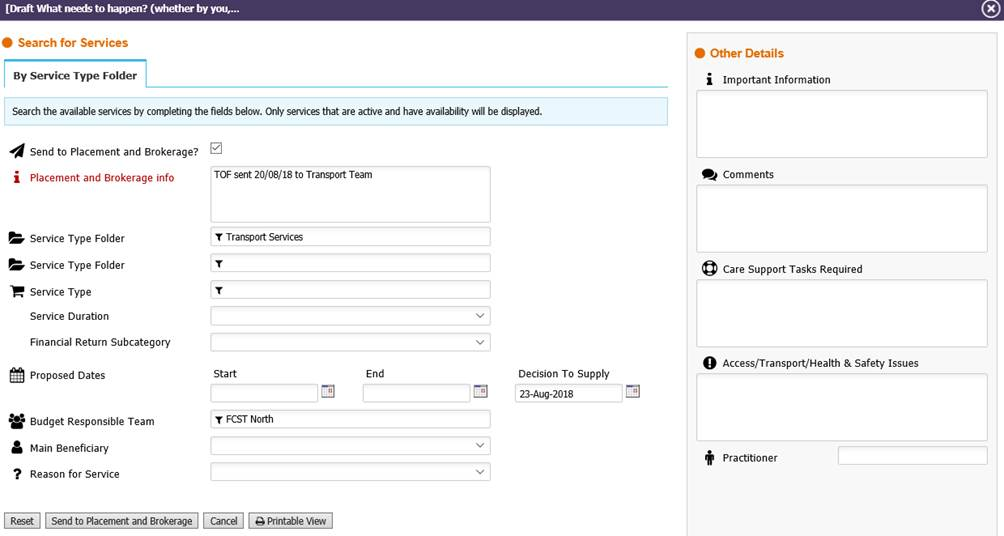 [Draft What needs to happen? (whether by you,...
Search for Services
By Service Type Folder
Search the available services by completing the fields below. Only services that are active and have availability will be displayed.
Send to Placement and Brokerage?
Placement and Brokerage info
TOF sent 20/08/18 to Transport Team
Service Type Folder
Transport Services
Service Type Folder
Service Type
Service Duration
Financial Return Subcategory
Proposed Dates
Start End Decision To Supply
23-Aug-2018
Budget Responsible Team
FCST North
Main Beneficiary
Reason for Service
Reset Send to Placement and Brokerage Cancel Printable View
Other Details
Important Information
Comments
Care Support Tasks Required
Access/Transport/Health & Safety Issues
Practitioner